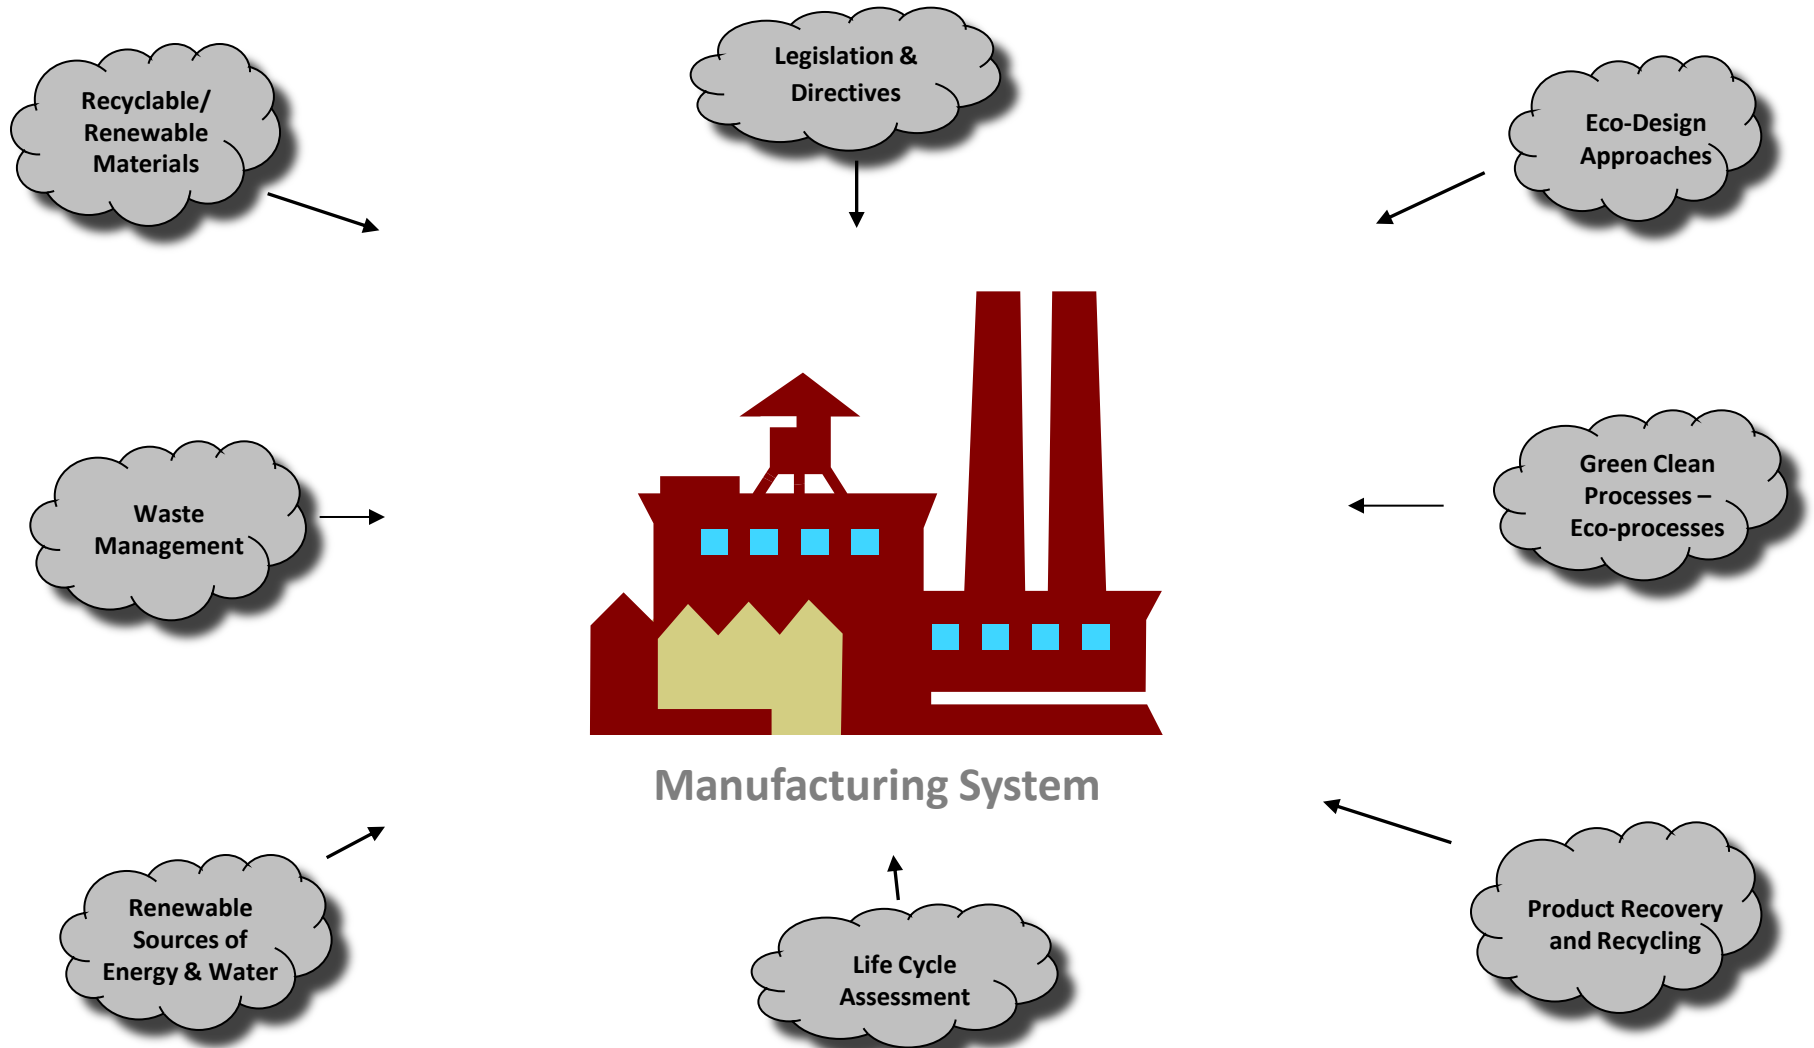 Legislation &
Directives
Recyclable/
Renewable
Materials
Eco-Design
Approaches
Green Clean
Processes –
Eco-processes
Waste
Management
Manufacturing System
Renewable
Sources of
Energy & Water
Life Cycle
Assessment
Product Recovery
and Recycling